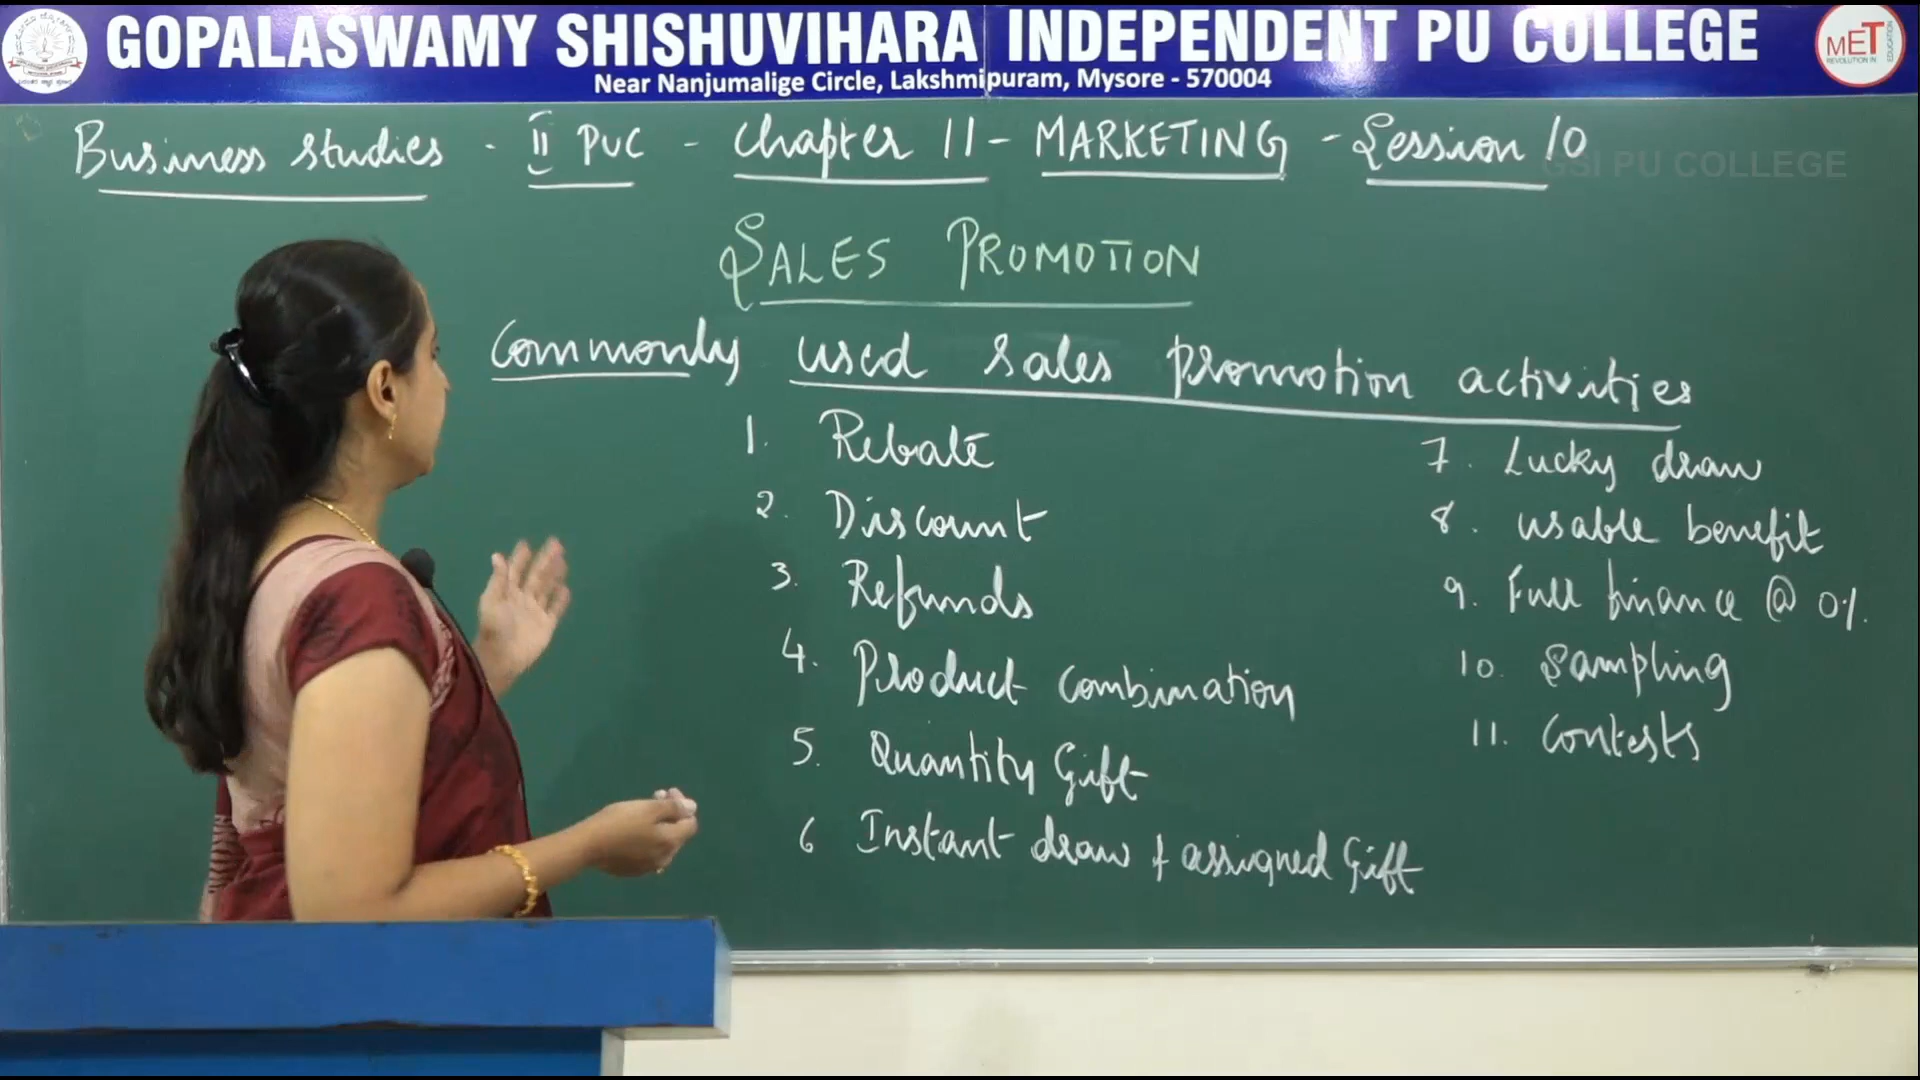 GOPALASWAMY SHISHUVIHARA INDEPENDENT PU COLLEGE
Near Nanjumalige Circle, Lakshmipuram, Mysore - 570004
MET
REVOLUTION IN
EDUCATION
Business studies - II PUC - Chapter 11 - MARKETING - Session 10
GSI PU COLLEGE
SALES PROMOTION
Commonly used sales promotion activities
1. Rebate
2. Discount
3. Refunds
4. Product combination
5. Quantity Gift
6 Instant draw & assigned Gift
7. Lucky draw
8. usable benefit
9. Full finance @ 0%.
10. Sampling
11. Contests